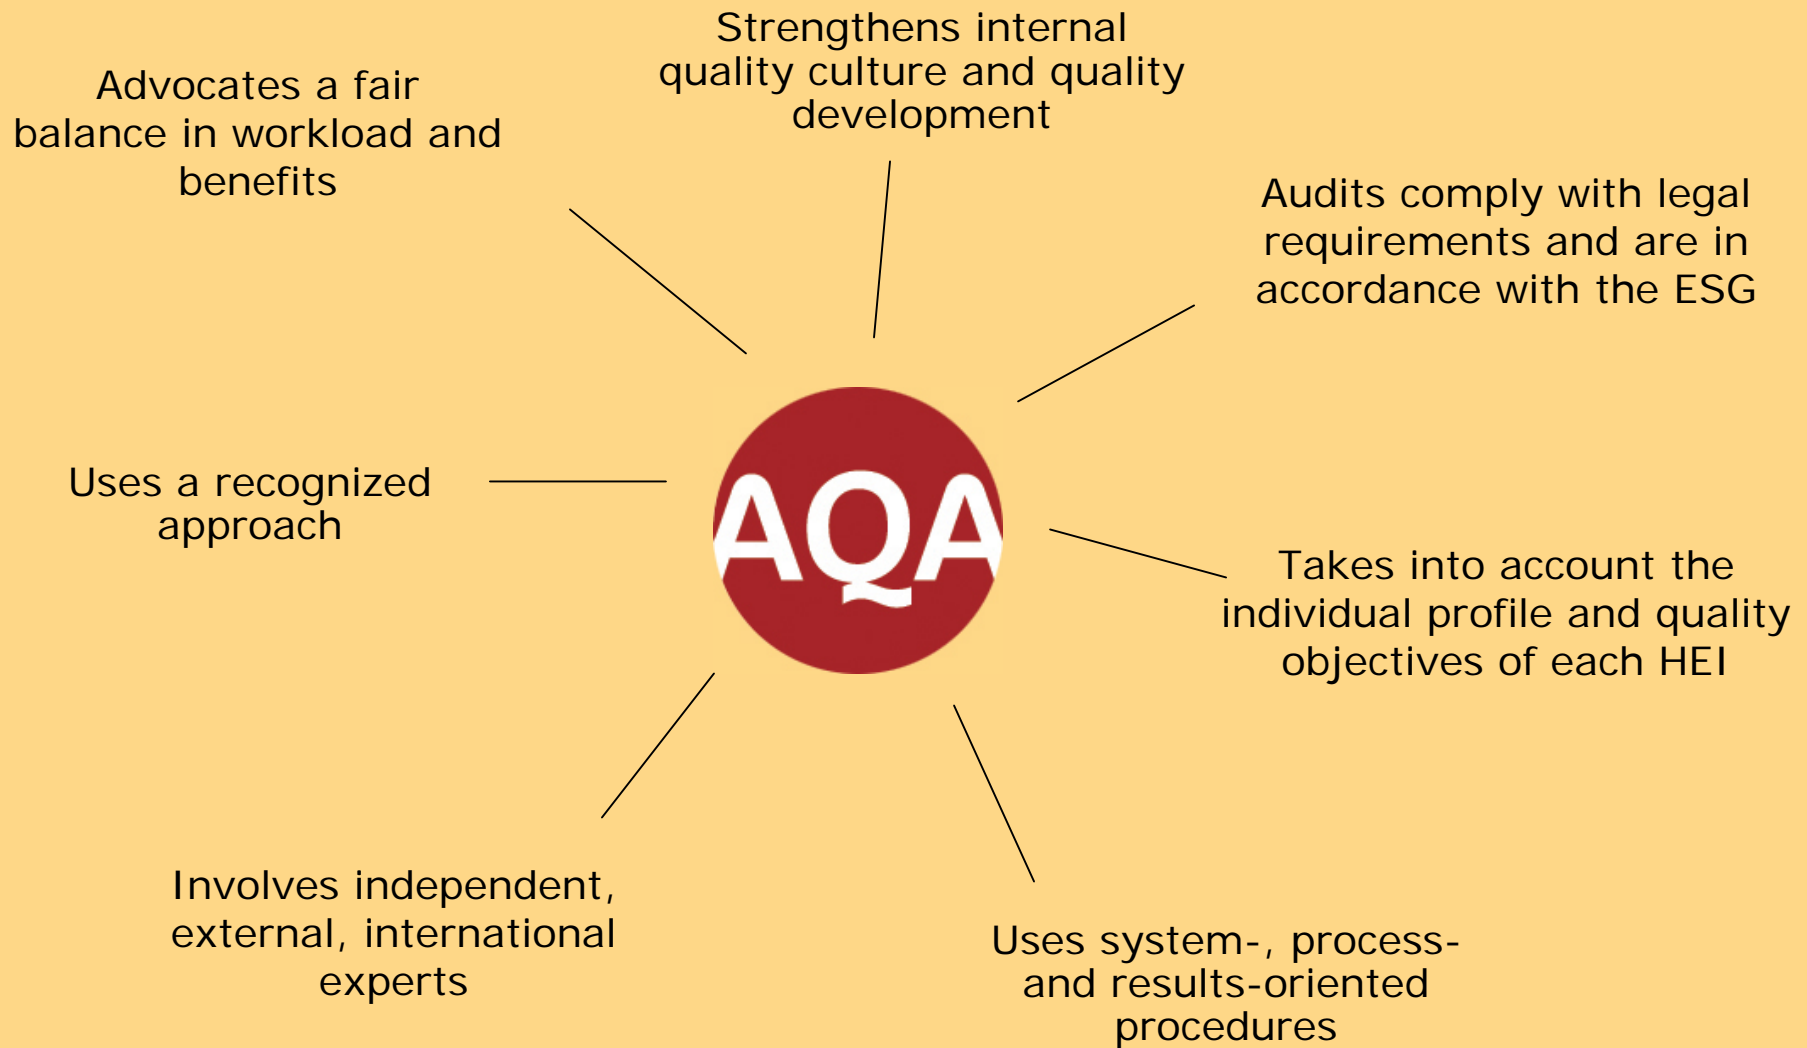 Strengthens internal
quality culture and quality
development
Advocates a fair
balance in workload and
benefits
Audits comply with legal
requirements and are in
accordance with the ESG
Uses a recognized
approach
AQA
Takes into account the
individual profile and quality
objectives of each HEI
Involves independent,
external, international
experts
Uses system-, process-
and results-oriented
procedures